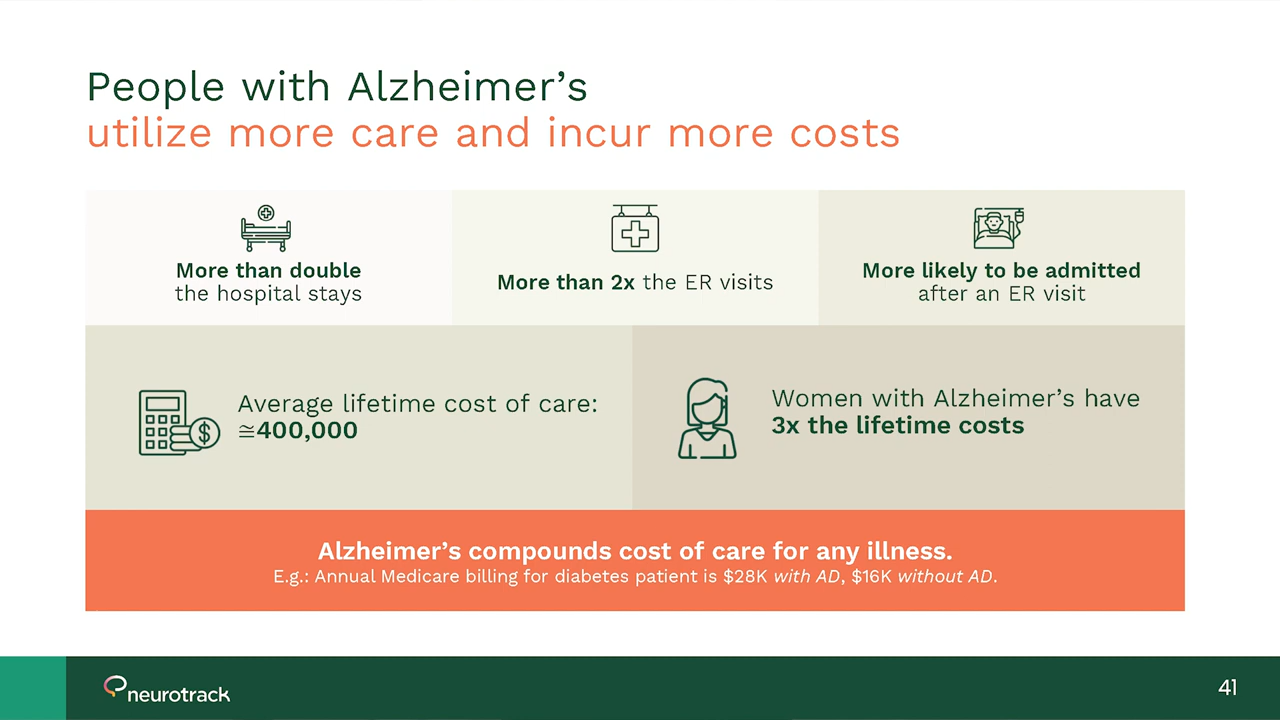 People with Alzheimer’s
utilize more care and incur more costs
More than double
the hospital stays
More than 2x the ER visits
More likely to be admitted
after an ER visit
Average lifetime cost of care:
≅400,000
Women with Alzheimer’s have
3x the lifetime costs
Alzheimer’s compounds cost of care for any illness.
E.g.: Annual Medicare billing for diabetes patient is $28K with AD, $16K without AD.
neurotrack
41